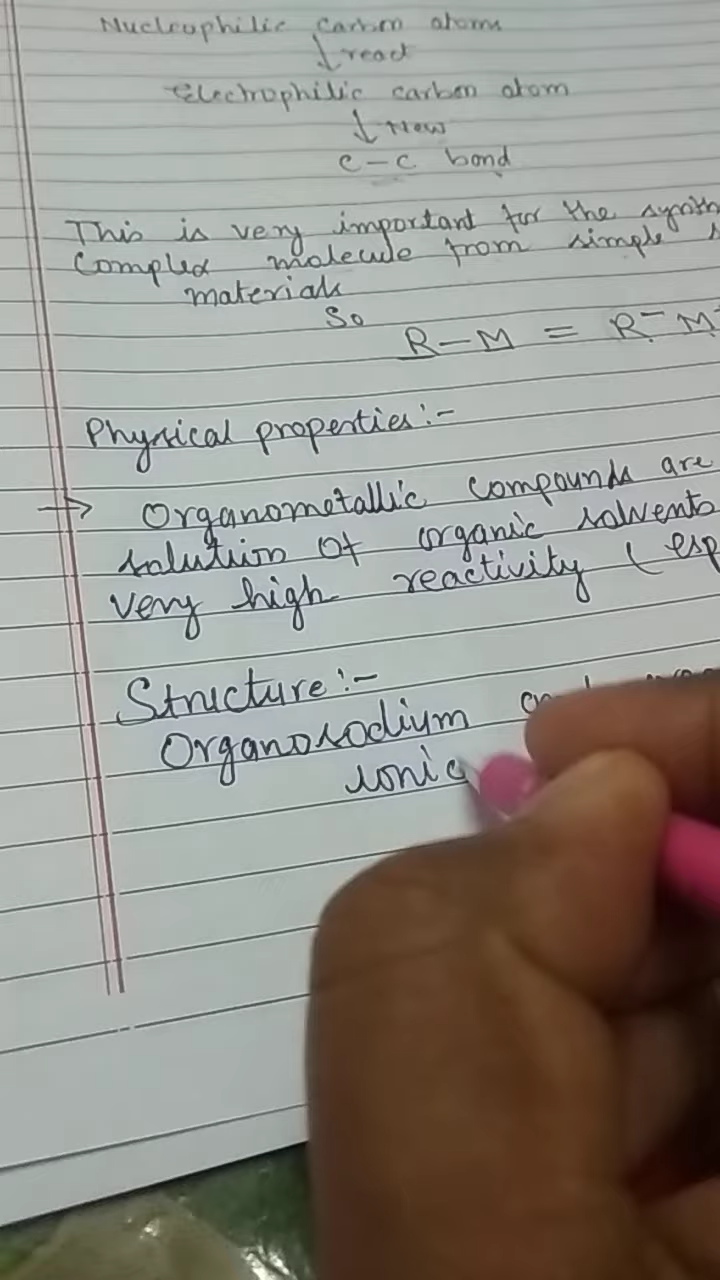 Nucleophilic carbon atoms
↓ react
Electrophilic carbon atom
↓ New
C-C bond
This is very important for the synth
Complex molecule from simple s
materials
So
R-M = R⁻ M⁺
Physical properties:-
→ Organometallic compounds are
solution of organic solvents
very high reactivity (esp
Structure:-
Organosodium
ionic